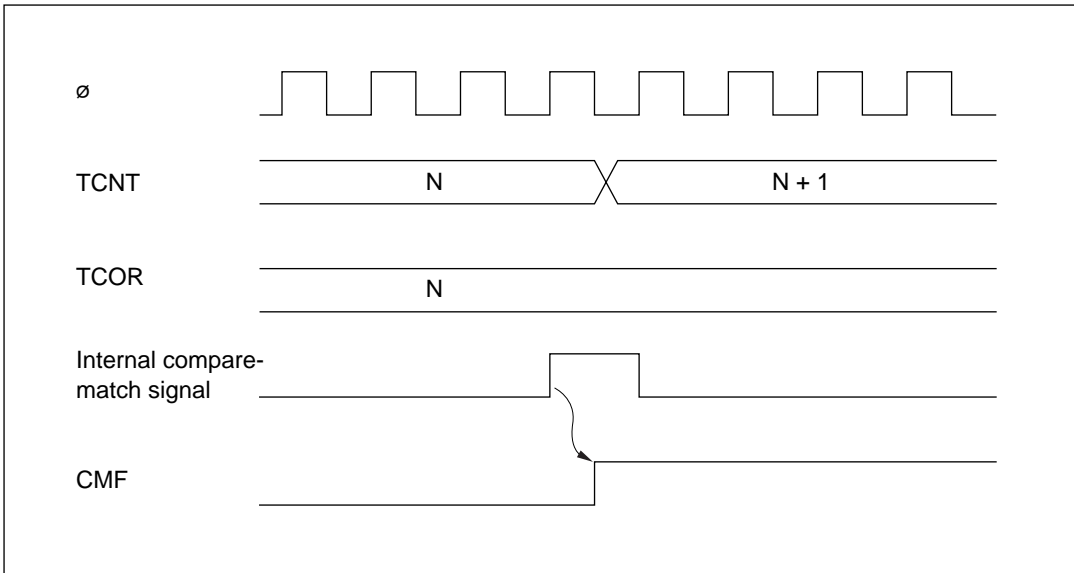 ø
TCNT
N
N + 1
TCOR
N
Internal compare-
match signal
CMF